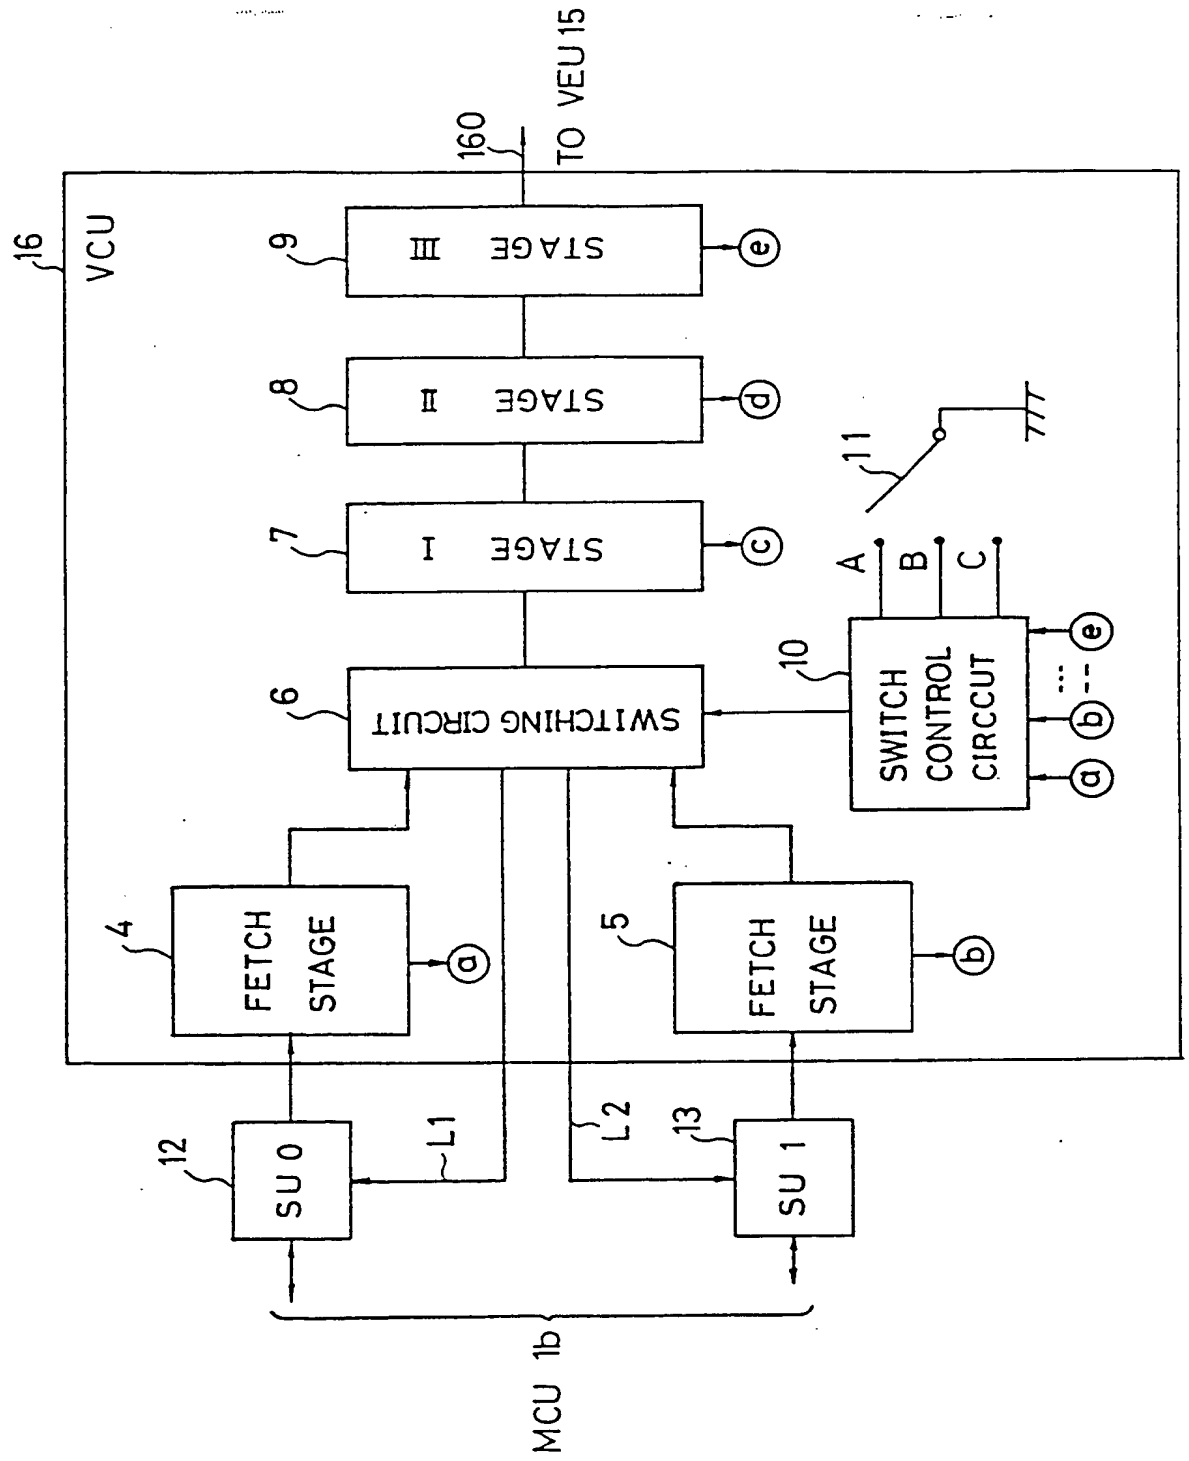 16
VCU
160
TO VEU 15
4
FETCH
STAGE
a
6
SWITCHING CIRCUIT
7
STAGE I
c
8
STAGE II
d
9
STAGE III
e
12
SU 0
L1
L2
13
SU 1
5
FETCH
STAGE
b
10
SWITCH
CONTROL
CIRCCUT
A
B
C
11
a
b
--- ---
e
MCU 1b